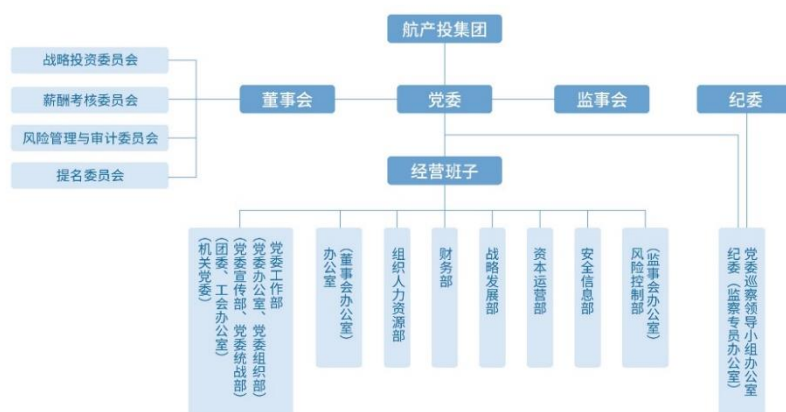 航产投集团
战略投资委员会
薪酬考核委员会
风险管理与审计委员会
提名委员会
董事会
党委
监事会
纪委
经营班子
党委工作部
（党委办公室、党委组织部）
（党委宣传部、党委统战部）
（团委、工会办公室）
（机关党委）
（董事会办公室）
办公室
组织人力资源部
财务部
战略发展部
资本运营部
安全信息部
（监事会办公室）
风险控制部
党委巡察领导小组办公室
纪委（监察专员办公室）